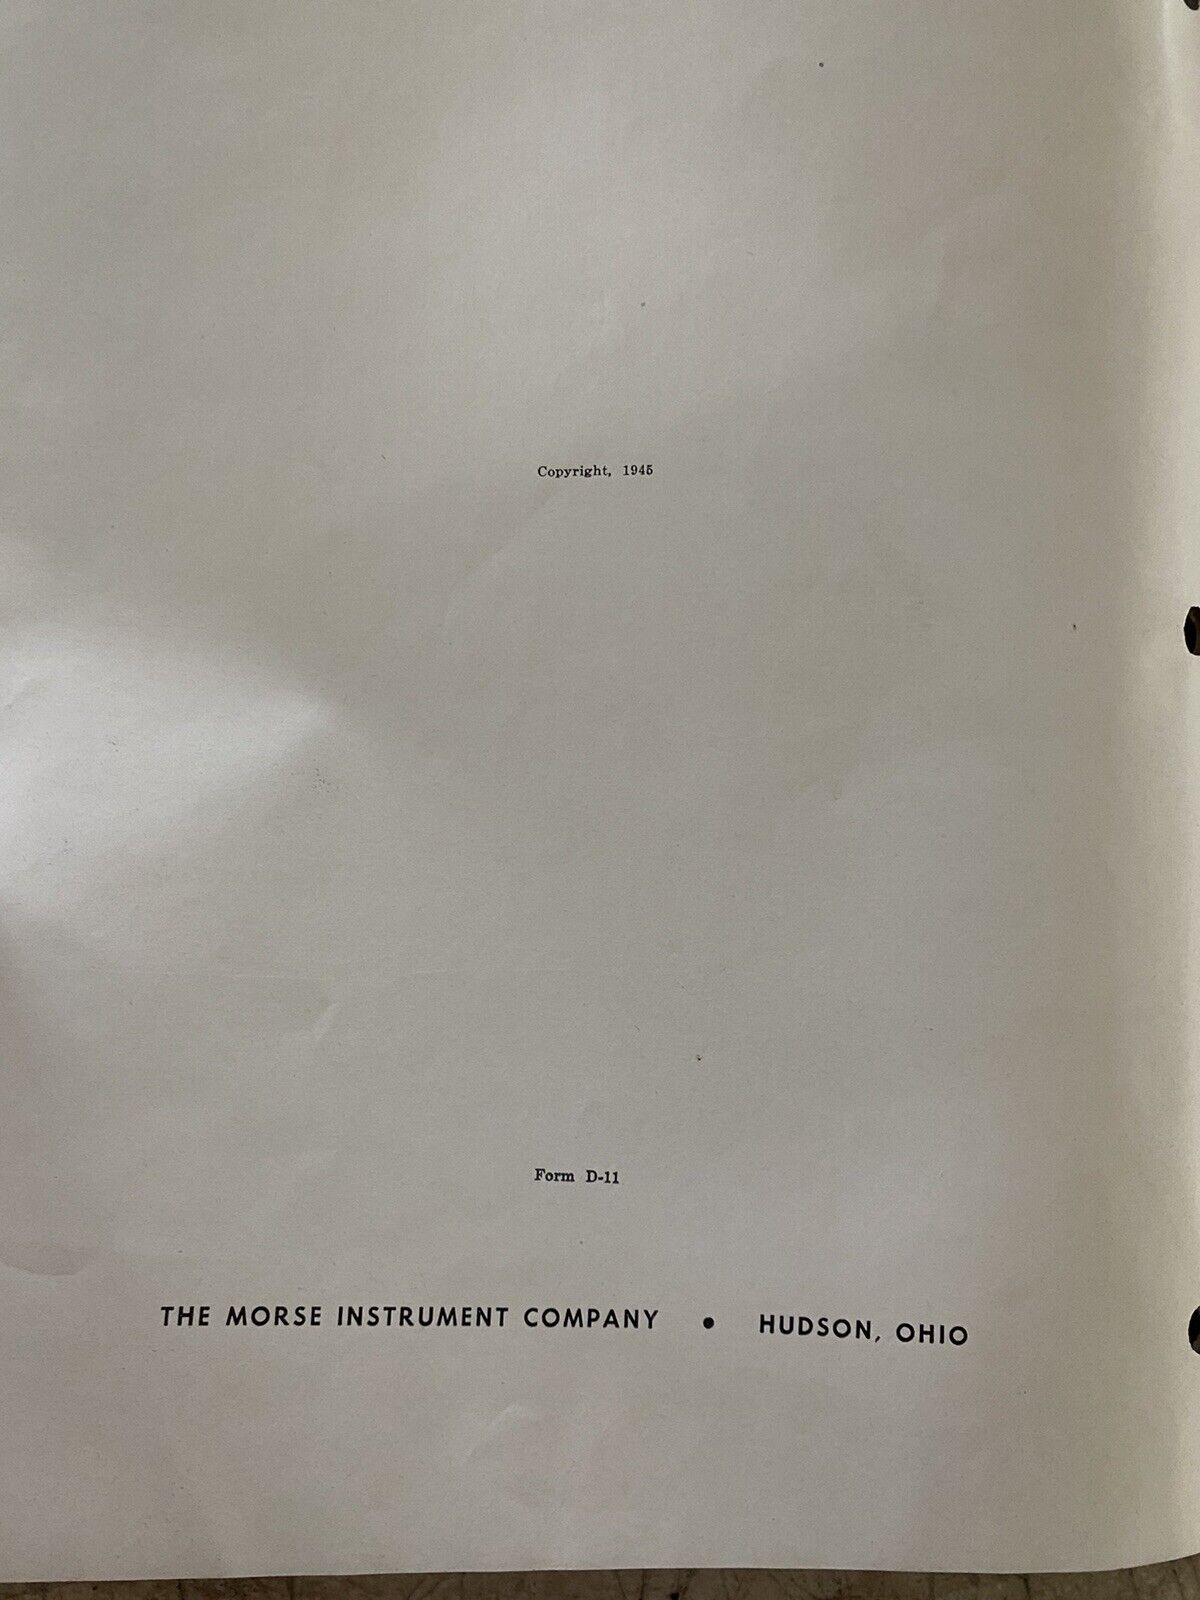 Copyright, 1945
Form D-11
THE MORSE INSTRUMENT COMPANY • HUDSON, OHIO